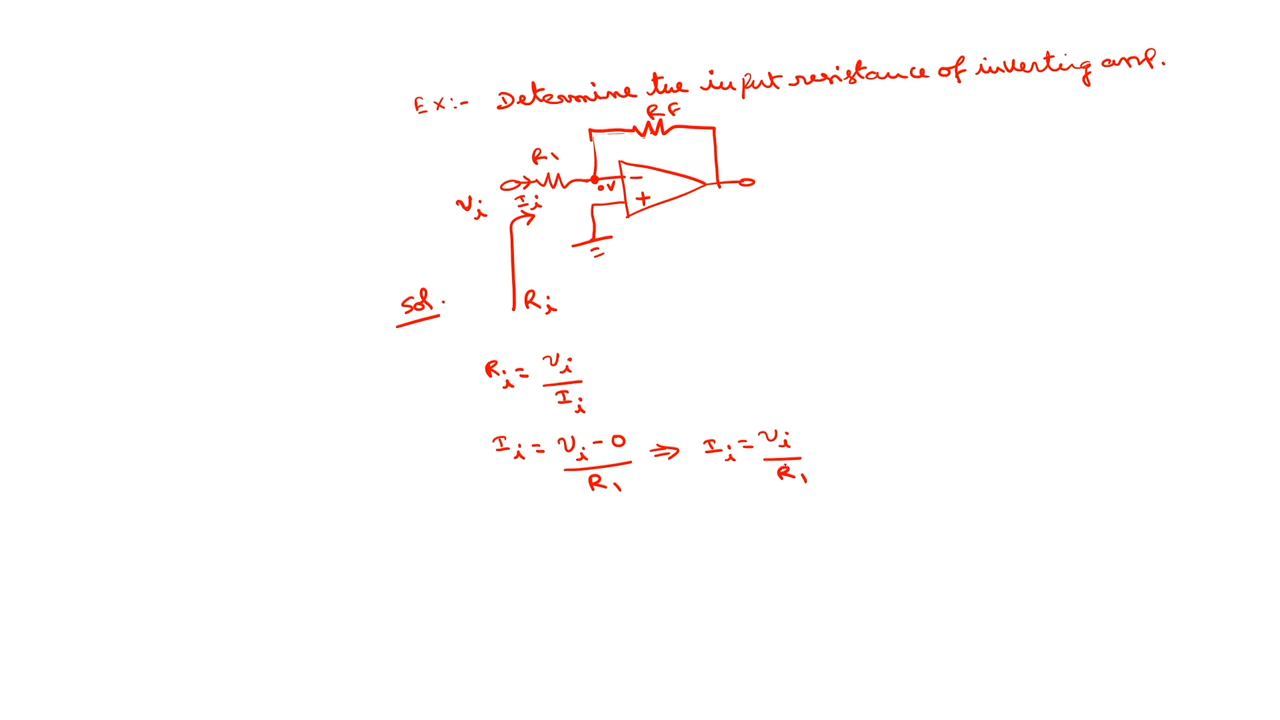 Ex:- Determine the input resistance of inverting amp.
RF
R1
0V
-
+
vi Ii
Ri
Sol.
Ri = vi / Ii
Ii = vi - 0 / R1 ⇒ Ii = vi / R1